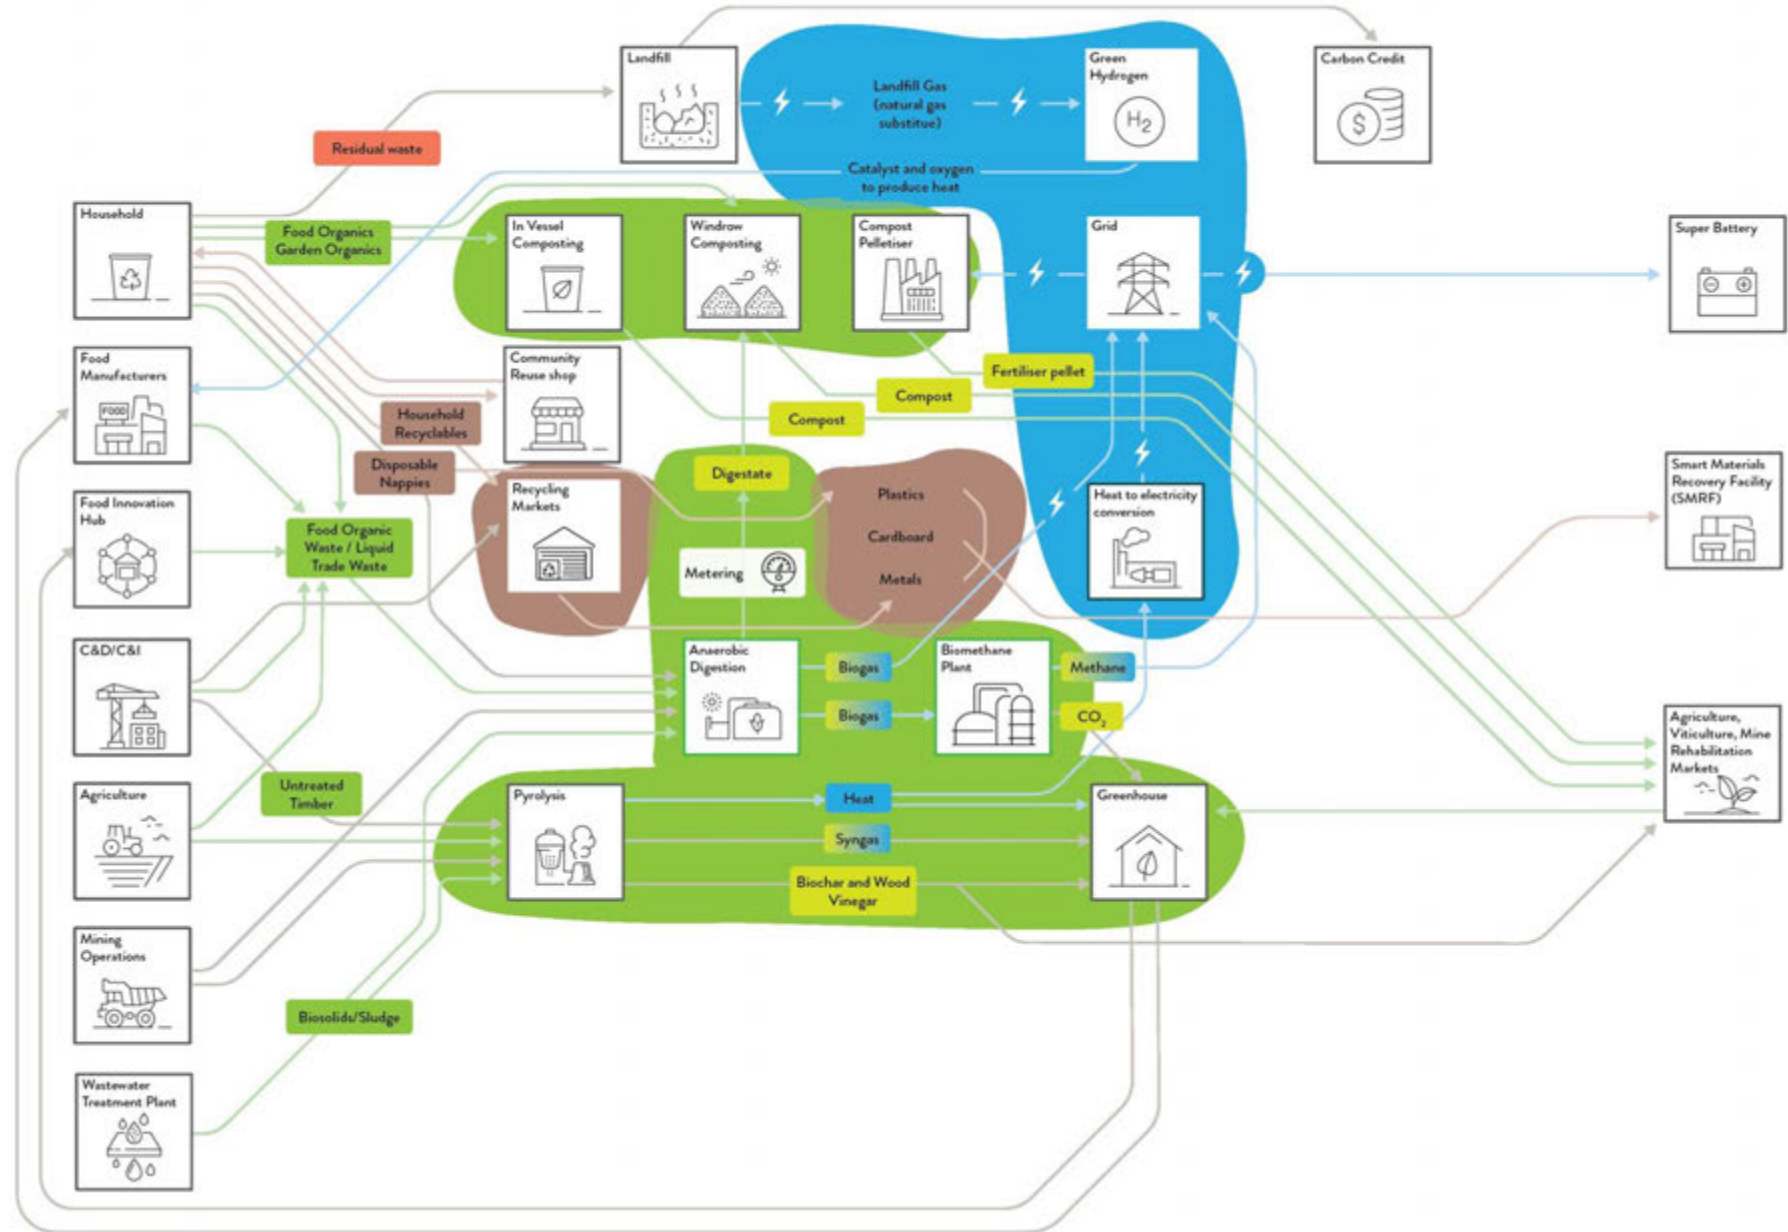 Landfill
Landfill Gas
(natural gas
substitue)
Green
Hydrogen
H2
Carbon Credit
$
Residual waste
Catalyst and oxygen
to produce heat
Household
Food Organics
Garden Organics
In Vessel
Composting
Windrow
Composting
Compost
Pelletiser
Grid
Super Battery
Food
Manufacturers
FOOD
Community
Reuse shop
Fertiliser pellet
Compost
Compost
Household
Recyclables
Disposable
Nappies
Digestate
Food Innovation
Hub
Food Organic
Waste / Liquid
Trade Waste
Recycling
Markets
Metering
Plastics
Cardboard
Metals
Heat to electricity
conversion
Smart Materials
Recovery Facility
(SMRF)
C&D/C&I
Anaerobic
Digestion
Biogas
Biogas
Biomethane
Plant
Methane
CO2
Agriculture,
Viticulture, Mine
Rehabilitation
Markets
Untreated
Timber
Agriculture
Pyrolysis
Heat
Syngas
Biochar and Wood
Vinegar
Greenhouse
Mining
Operations
Biosolids/Sludge
Wastewater
Treatment Plant